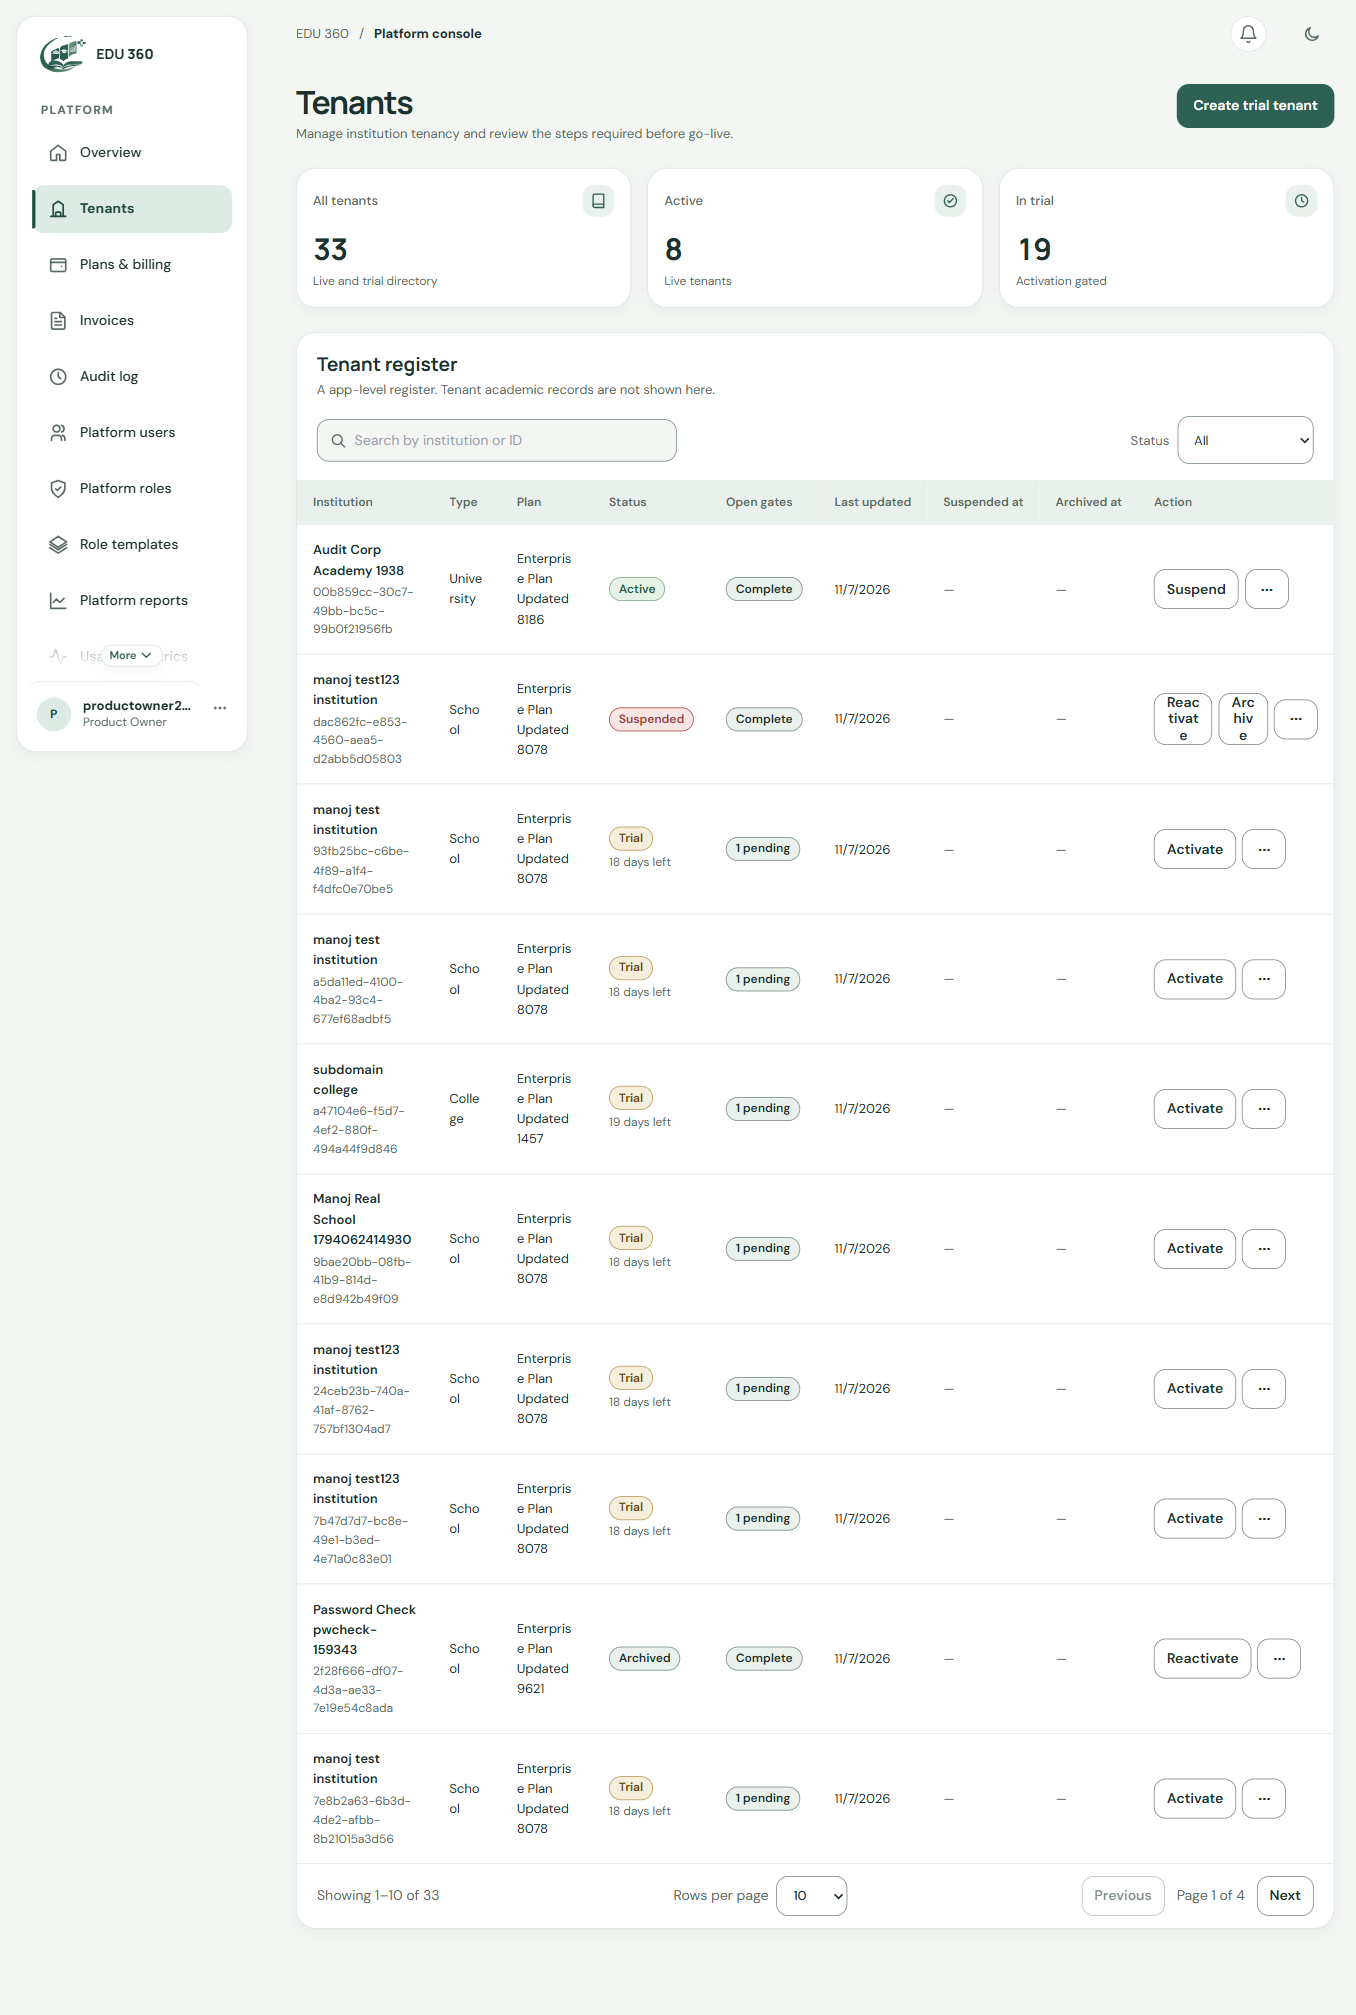 EDU 360
PLATFORM
Overview
Tenants
Plans & billing
Invoices
Audit log
Platform users
Platform roles
Role templates
Platform reports
More
P
productowner2...
Product Owner
EDU 360 / Platform console
Tenants
Manage institution tenancy and review the steps required before go-live.
Create trial tenant
All tenants
33
Live and trial directory
Active
8
Live tenants
In trial
19
Activation gated
Tenant register
A app-level register. Tenant academic records are not shown here.
Search by institution or ID
Status All
Institution Type Plan Status Open gates Last updated Suspended at Archived at Action
Audit Corp
Academy 1938
00b859cc-30c7-
49bb-bc5c-
99b0f21956fb
Unive
rsity
Enterpris
e Plan
Updated
8186
Active
Complete
11/7/2026
—
—
Suspend
...
manoj test123
institution
dac862fc-e853-
4560-aea5-
d2abb5d05803
Scho
ol
Enterpris
e Plan
Updated
8078
Suspended
Complete
11/7/2026
—
—
Reac
tivat
e
Arc
hiv
e
...
manoj test
institution
93fb25bc-c6be-
4f89-a1f4-
f4dfc0e70be5
Scho
ol
Enterpris
e Plan
Updated
8078
Trial
18 days left
1 pending
11/7/2026
—
—
Activate
...
manoj test
institution
a5da11ed-4100-
4ba2-93c4-
677ef68adbf5
Scho
ol
Enterpris
e Plan
Updated
8078
Trial
18 days left
1 pending
11/7/2026
—
—
Activate
...
subdomain
college
a47104e6-f5d7-
4ef2-880f-
494a44f9d846
Colle
ge
Enterpris
e Plan
Updated
1457
Trial
19 days left
1 pending
11/7/2026
—
—
Activate
...
Manoj Real
School
1794062414930
9bae20bb-08fb-
41b9-814d-
e8d942b49f09
Scho
ol
Enterpris
e Plan
Updated
8078
Trial
18 days left
1 pending
11/7/2026
—
—
Activate
...
manoj test123
institution
24ceb23b-740a-
41af-8762-
757bf1304ad7
Scho
ol
Enterpris
e Plan
Updated
8078
Trial
18 days left
1 pending
11/7/2026
—
—
Activate
...
manoj test123
institution
7b47d7d7-bc8e-
49e1-b3ed-
4e71a0c83e01
Scho
ol
Enterpris
e Plan
Updated
8078
Trial
18 days left
1 pending
11/7/2026
—
—
Activate
...
Password Check
pwcheck-
159343
2f28f666-df07-
4d3a-ae33-
7e19e54c8ada
Scho
ol
Enterpris
e Plan
Updated
9621
Archived
Complete
11/7/2026
—
—
Reactivate
...
manoj test
institution
7e8b2a63-6b3d-
4de2-afbb-
8b21015a3d56
Scho
ol
Enterpris
e Plan
Updated
8078
Trial
18 days left
1 pending
11/7/2026
—
—
Activate
...
Showing 1–10 of 33
Rows per page 10
Previous Page 1 of 4 Next